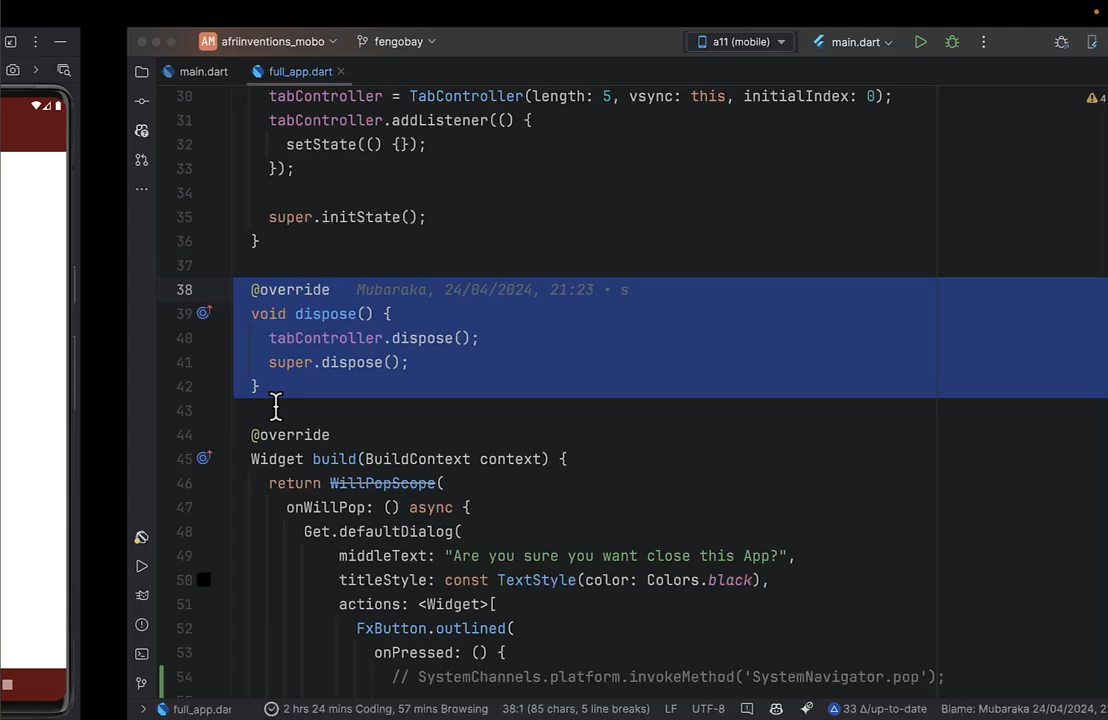 AM afriinventions_mobo fengobay a11 (mobile) main.dart
main.dart full_app.dart
30 tabController = TabController(length: 5, vsync: this, initialIndex: 0);
4
31 tabController.addListener(() {
32 setState(() {});
33 });
34
35 super.initState();
36 }
37
38 @override Mubaraka, 24/04/2024, 21:23 • s
39 void dispose() {
40 tabController.dispose();
41 super.dispose();
42 }
43
44 @override
45 Widget build(BuildContext context) {
46 return WillPopScope(
47 onWillPop: () async {
48 Get.defaultDialog(
49 middleText: "Are you sure you want close this App?",
50 titleStyle: const TextStyle(color: Colors.black),
51 actions: <Widget>[
52 FxButton.outlined(
53 onPressed: () {
54 // SystemChannels.platform.invokeMethod('SystemNavigator.pop');
full_app.dar 2 hrs 24 mins Coding, 57 mins Browsing 38:1 (85 chars, 5 line breaks) LF UTF-8 33 Δ/up-to-date Blame: Mubaraka 24/04/2024, 2